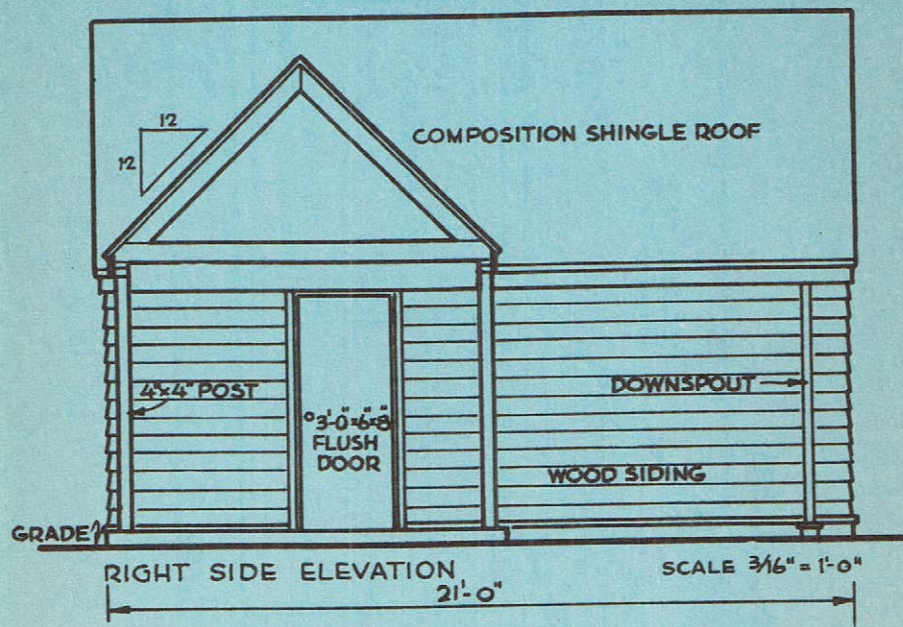 12
12
COMPOSITION SHINGLE ROOF
4"x4" POST
DOWNSPOUT
3'-0"x6'8"
FLUSH
DOOR
WOOD SIDING
GRADE
RIGHT SIDE ELEVATION
SCALE 3/16" = 1'-0"
21'-0"